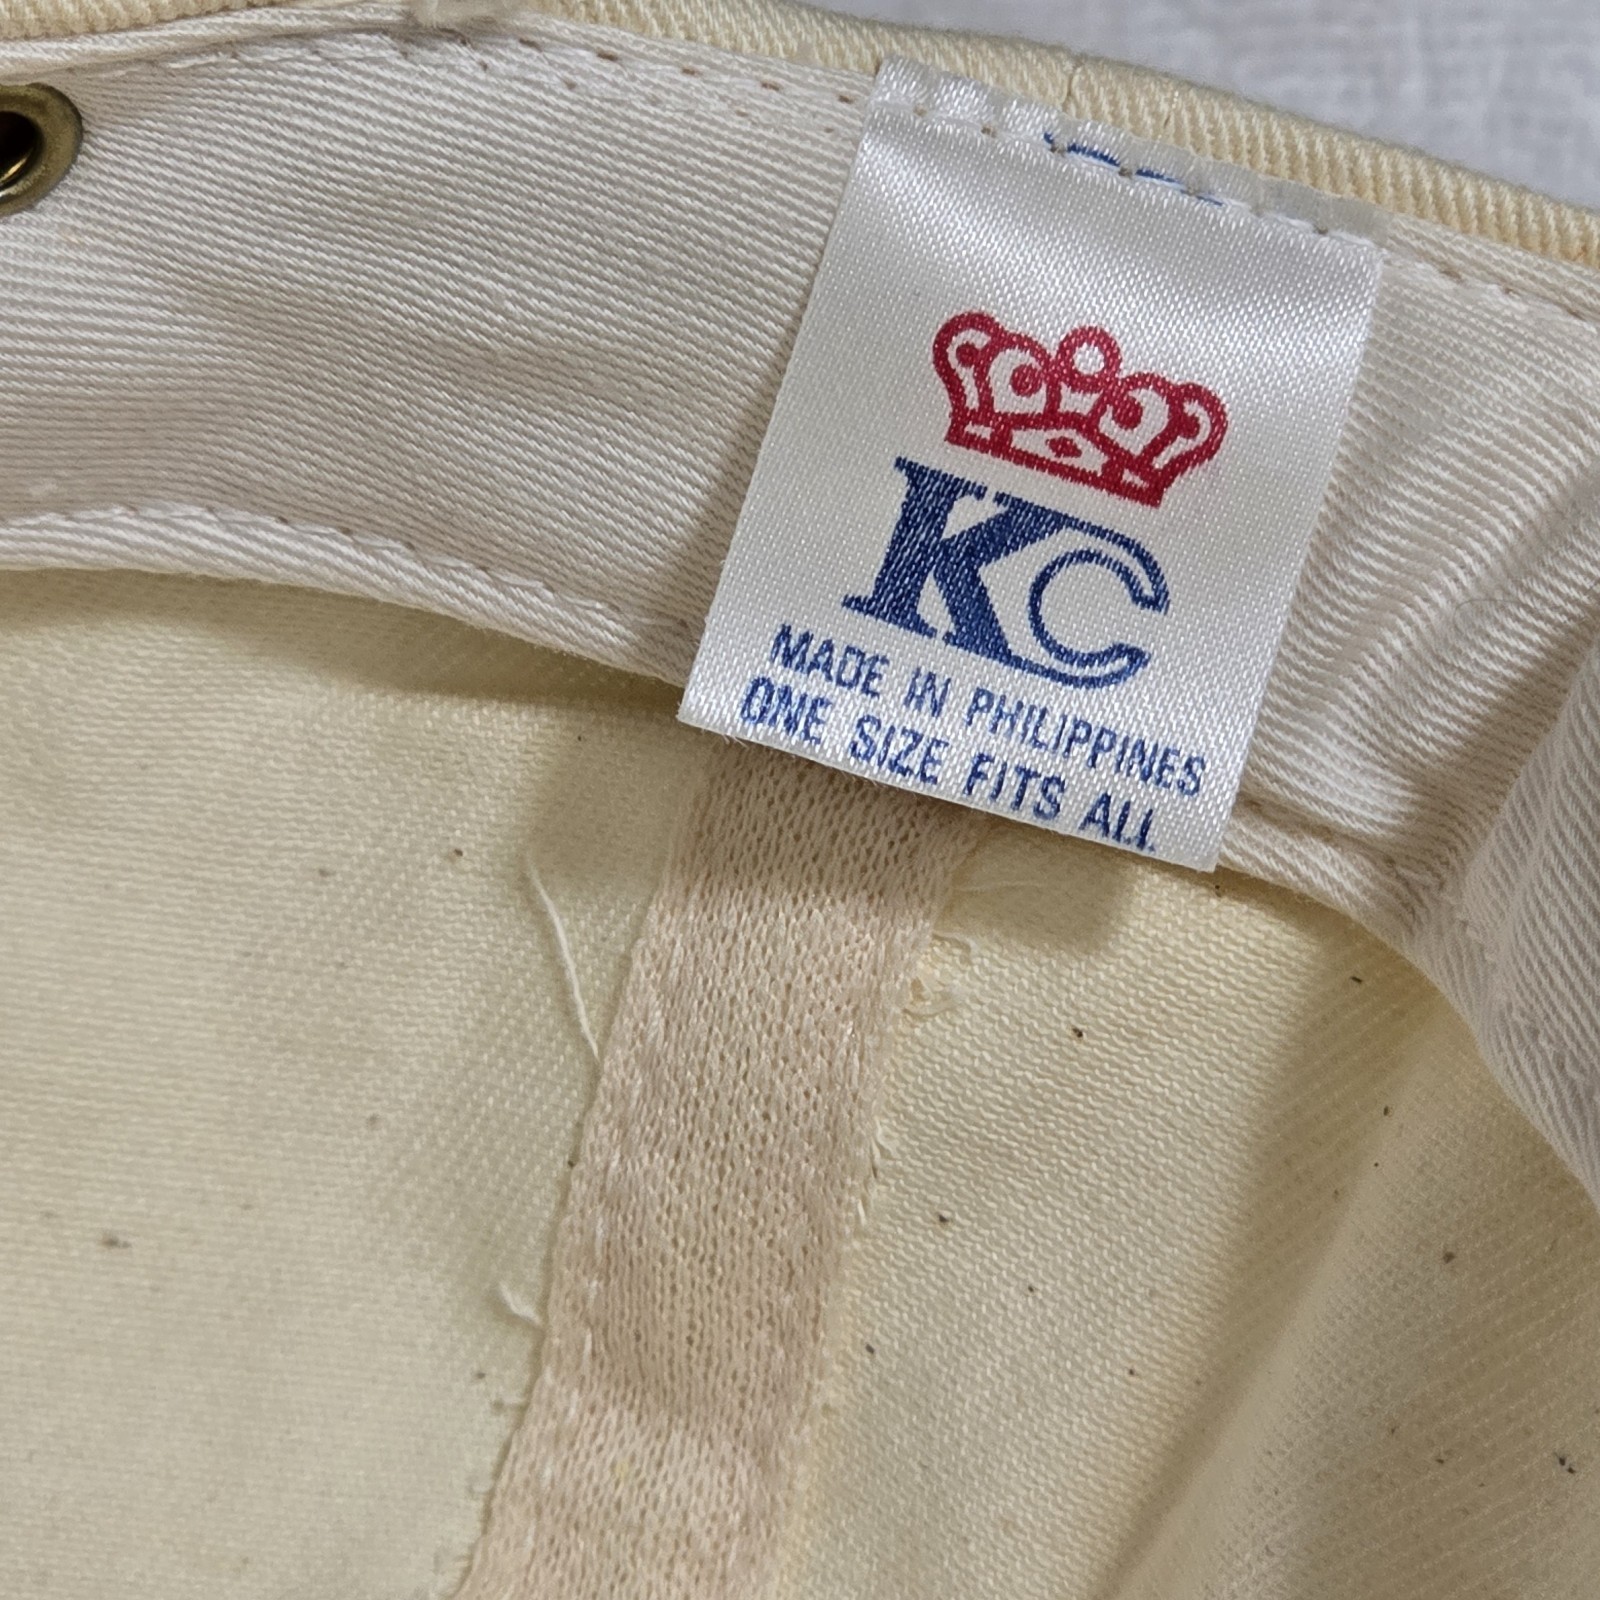 KC
MADE IN PHILIPPINES
ONE SIZE FITS ALL